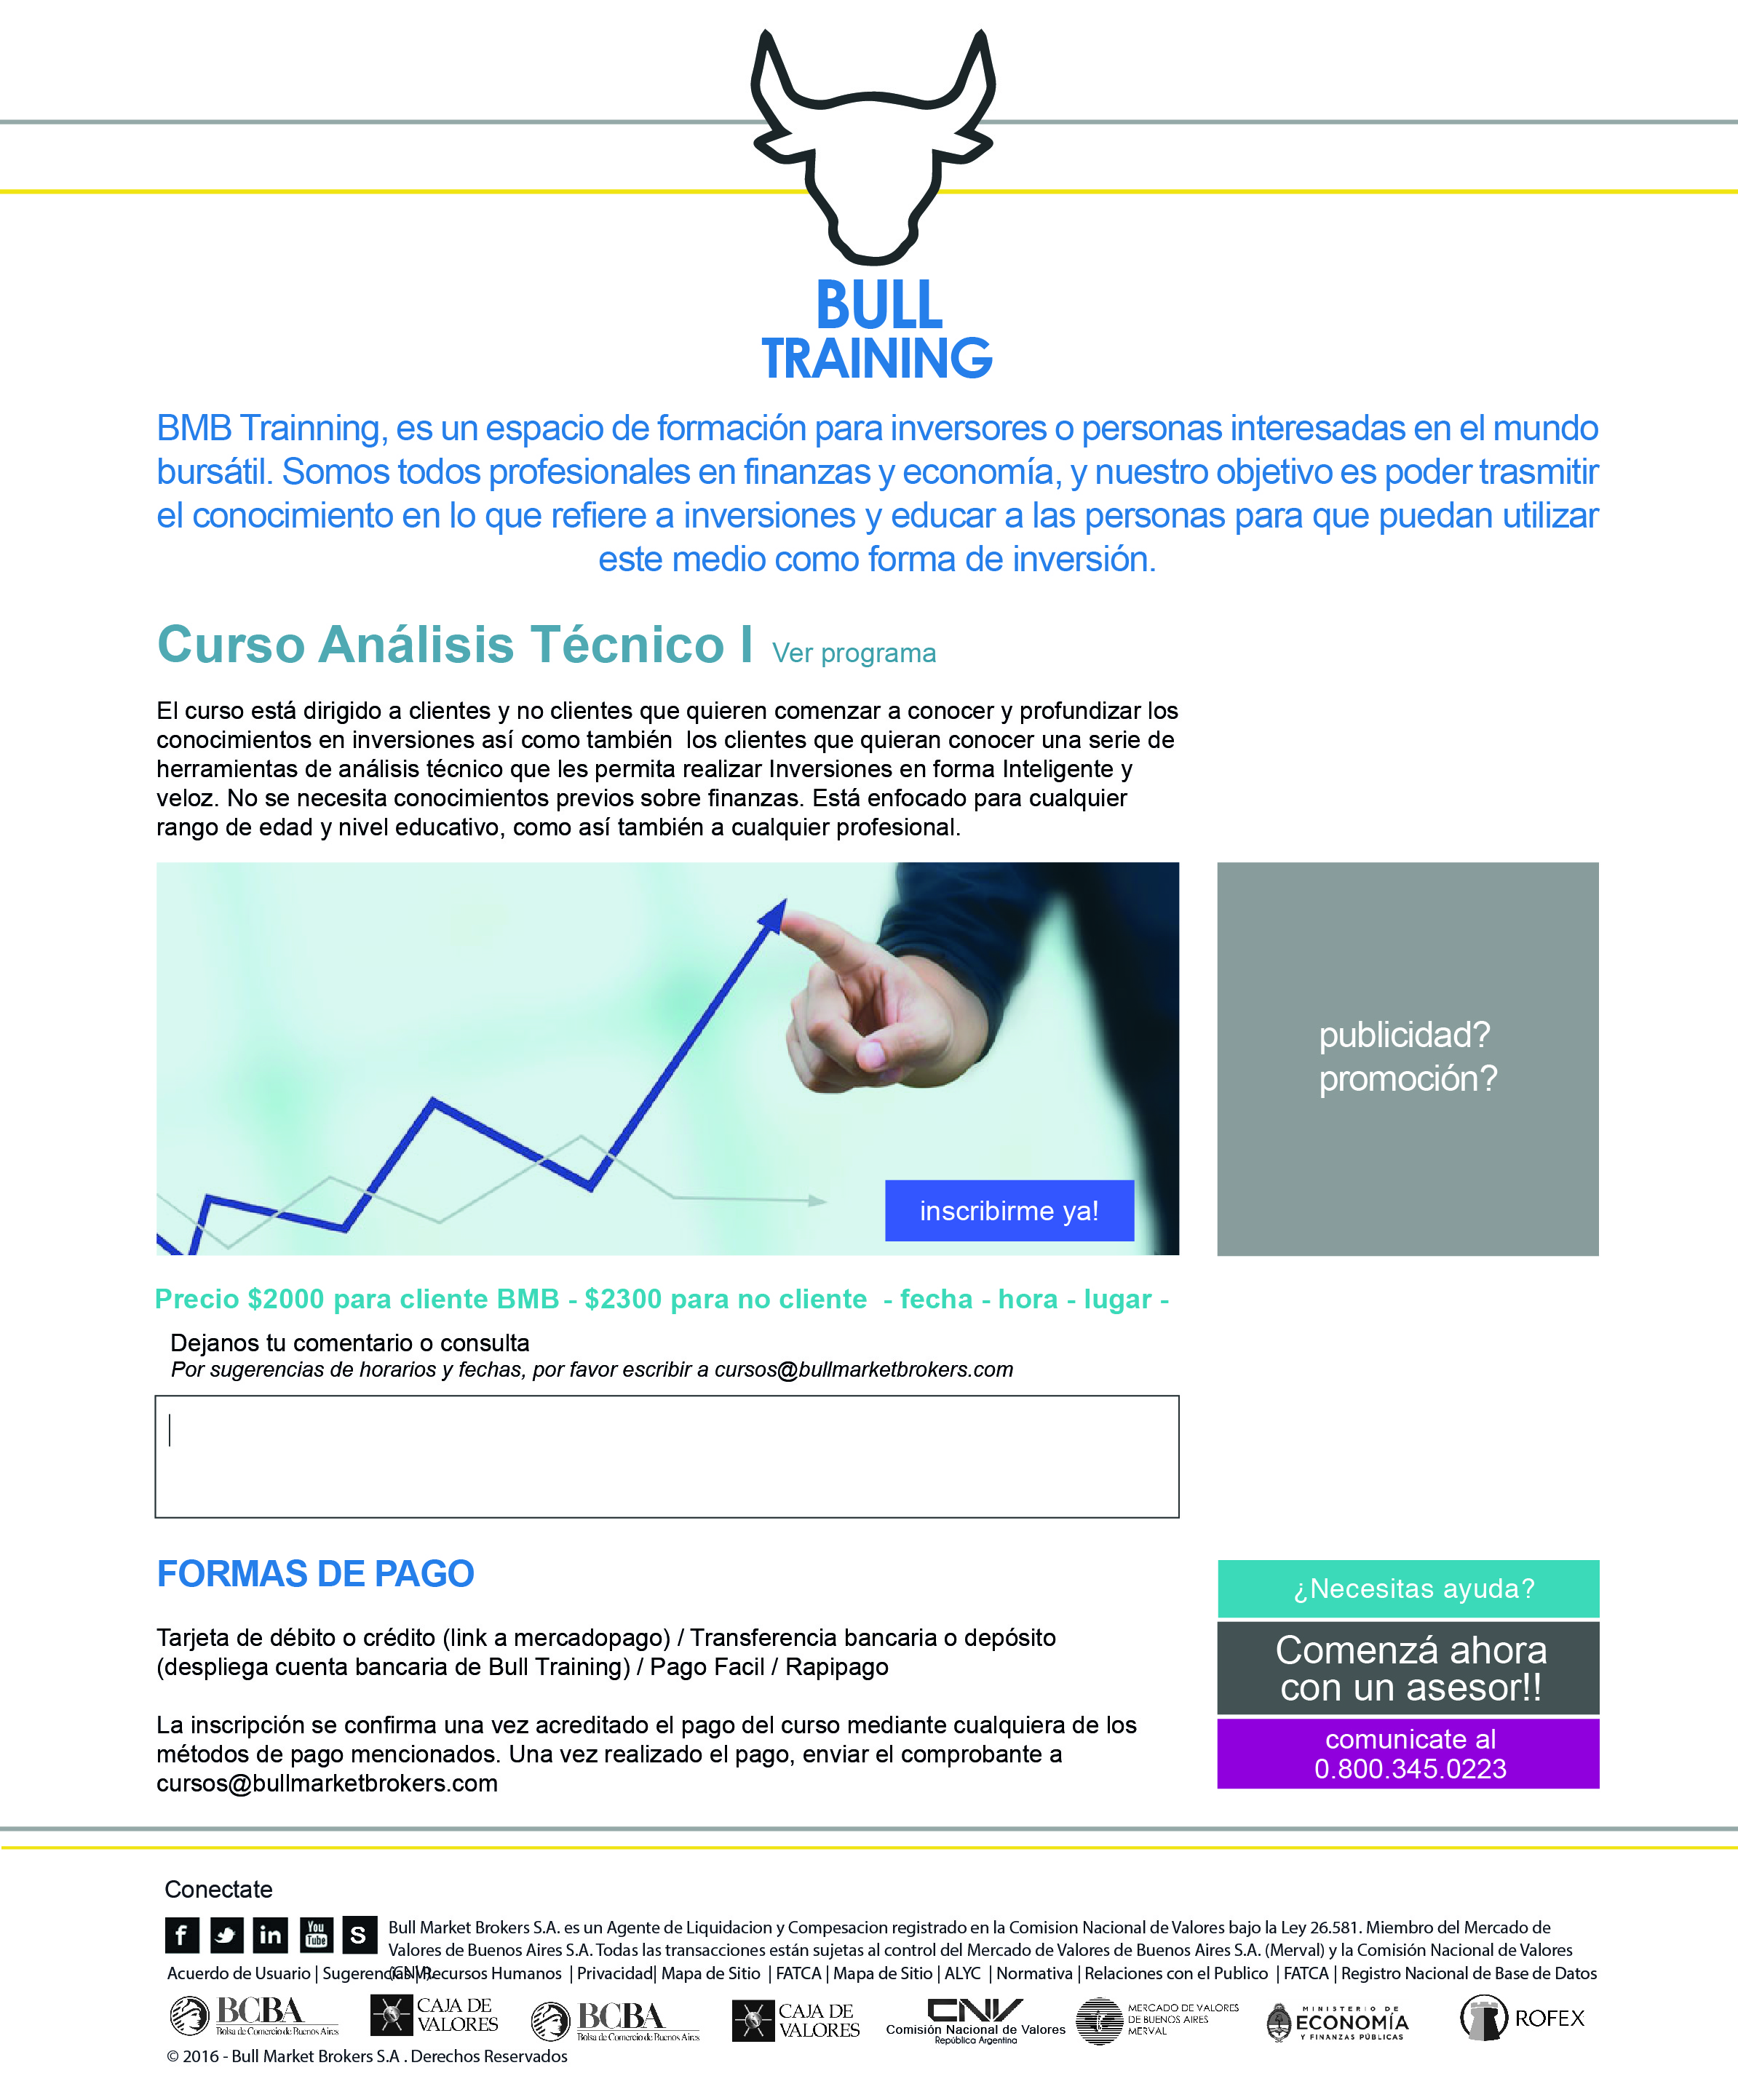 BULL
TRAINING
BMB Trainning, es un espacio de formación para inversores o personas interesadas en el mundo
bursátil. Somos todos profesionales en finanzas y economía, y nuestro objetivo es poder trasmitir
el conocimiento en lo que refiere a inversiones y educar a las personas para que puedan utilizar
este medio como forma de inversión.
Curso Análisis Técnico I Ver programa
El curso está dirigido a clientes y no clientes que quieren comenzar a conocer y profundizar los
conocimientos en inversiones así como también los clientes que quieran conocer una serie de
herramientas de análisis técnico que les permita realizar Inversiones en forma Inteligente y
veloz. No se necesita conocimientos previos sobre finanzas. Está enfocado para cualquier
rango de edad y nivel educativo, como así también a cualquier profesional.
publicidad?
promoción?
inscribirme ya!
Precio $2000 para cliente BMB - $2300 para no cliente - fecha - hora - lugar -
Dejanos tu comentario o consulta
Por sugerencias de horarios y fechas, por favor escribir a cursos@bullmarketbrokers.com
FORMAS DE PAGO
Tarjeta de débito o crédito (link a mercadopago) / Transferencia bancaria o depósito
(despliega cuenta bancaria de Bull Training) / Pago Facil / Rapipago
La inscripción se confirma una vez acreditado el pago del curso mediante cualquiera de los
métodos de pago mencionados. Una vez realizado el pago, enviar el comprobante a
cursos@bullmarketbrokers.com
¿Necesitas ayuda?
Comenzá ahora
con un asesor!!
comunicate al
0.800.345.0223
Conectate
f in You Tube S
Bull Market Brokers S.A. es un Agente de Liquidacion y Compesacion registrado en la Comision Nacional de Valores bajo la Ley 26.581. Miembro del Mercado de
Valores de Buenos Aires S.A. Todas las transacciones están sujetas al control del Mercado de Valores de Buenos Aires S.A. (Merval) y la Comisión Nacional de Valores
(CNV).
Acuerdo de Usuario | Sugerencias | Recursos Humanos | Privacidad| Mapa de Sitio | FATCA | Mapa de Sitio | ALYC | Normativa | Relaciones con el Publico | FATCA | Registro Nacional de Base de Datos
BCBA
Bolsa de Comercio de Buenos Aires
CAJA DE
VALORES
BCBA
Bolsa de Comercio de Buenos Aires
CAJA DE
VALORES
CNV
Comisión Nacional de Valores
República Argentina
MERCADO DE VALORES
DE BUENOS AIRES
MERVAL
MINISTERIO DE
ECONOMÍA
Y FINANZAS PÚBLICAS
ROFEX
© 2016 - Bull Market Brokers S.A . Derechos Reservados